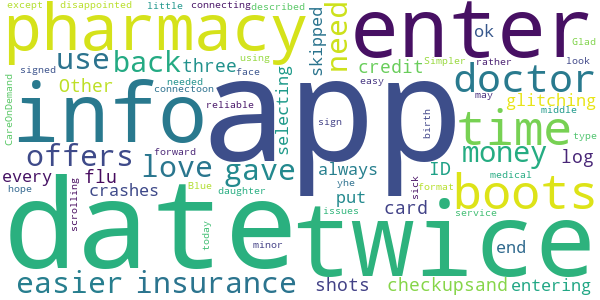 except disappointed little connecting described Glad
pharmacy enter
skipped need ok Simpler rather look
signed needed using face
use back three credit doctor
CareOnDemand Other selecting easy may glitching
info app time middle type
connectoon reliable sign birth
offers love gave always ID money log
every flu forward yhe sick format medical
crashes Blue daughter put card boots
hope scrolling today issues service
date twice
minor end
easier insurance shots checkupsand entering